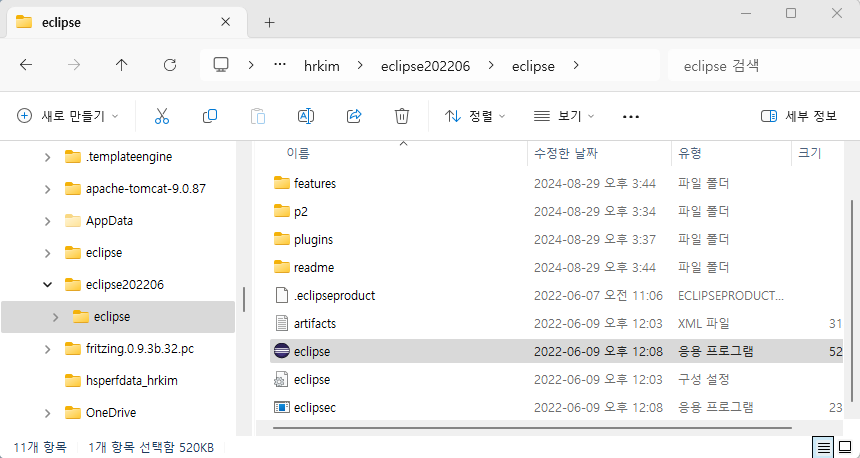 eclipse
hrkim eclipse202206 eclipse
eclipse 검색
새로 만들기 정렬 보기 세부 정보
.templateengine
apache-tomcat-9.0.87
AppData
eclipse
eclipse202206
eclipse
fritzing.0.9.3b.32.pc
hsperfdata_hrkim
OneDrive
이름 수정한 날짜 유형 크기
features 2024-08-29 오후 3:44 파일 폴더
p2 2024-08-29 오후 3:34 파일 폴더
plugins 2024-08-29 오후 3:37 파일 폴더
readme 2024-08-29 오후 3:44 파일 폴더
.eclipseproduct 2022-06-07 오전 11:06 ECLIPSEPRODUCT...
artifacts 2022-06-09 오후 12:03 XML 파일 31
eclipse 2022-06-09 오후 12:08 응용 프로그램 52
eclipse 2022-06-09 오후 12:03 구성 설정
eclipsec 2022-06-09 오후 12:08 응용 프로그램 23
11개 항목 1개 항목 선택함 520KB